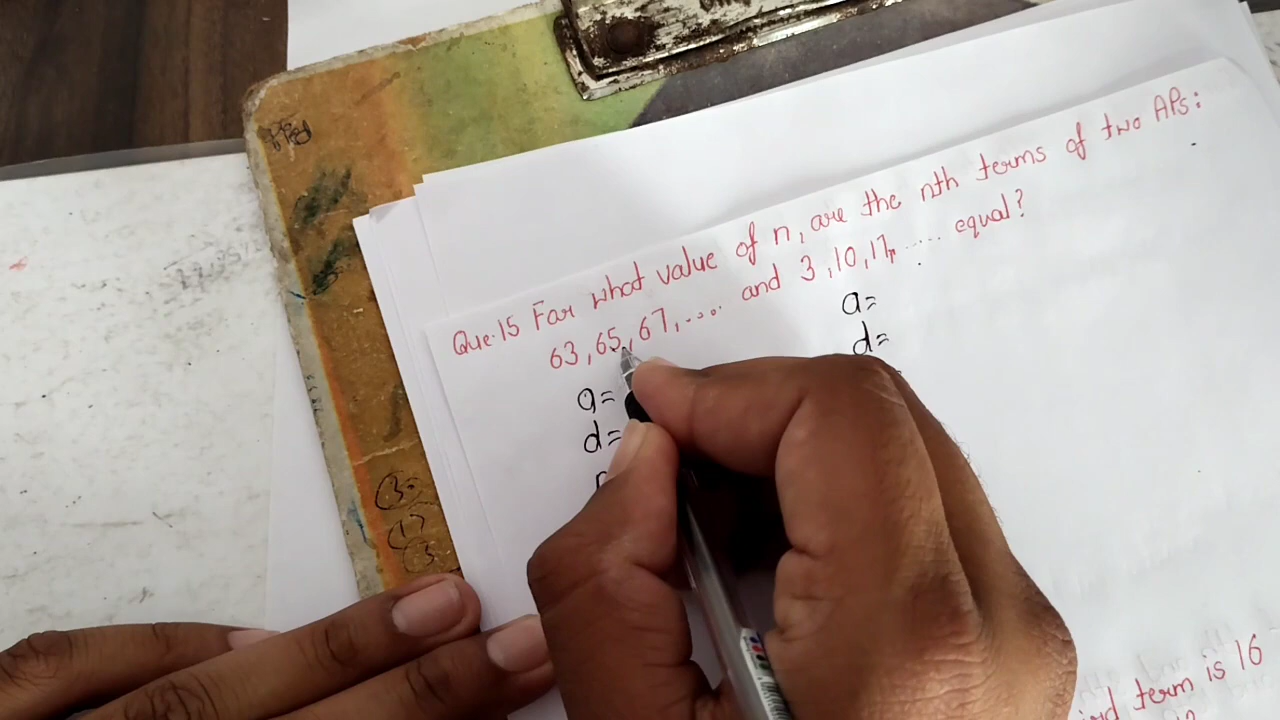 Que:15 For what value of n, are the nth terms of two APs:
63, 65, 67, .... and 3, 10, 17, ..... equal?
a=
d=
a=
d=
ird term is 16